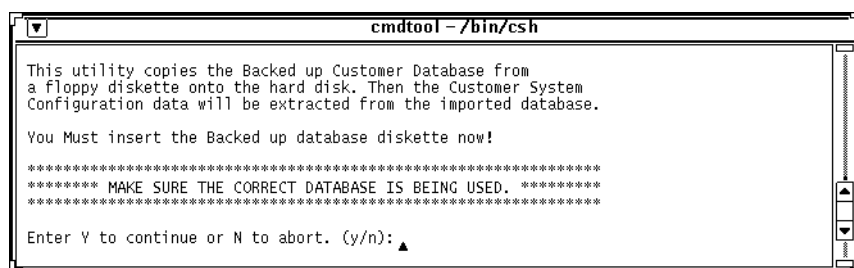 cmdtool – /bin/csh
This utility copies the Backed up Customer Database from
a floppy diskette onto the hard disk. Then the Customer System
Configuration data will be extracted from the imported database.
You Must insert the Backed up database diskette now!
****************************************************************
******** MAKE SURE THE CORRECT DATABASE IS BEING USED. *********
****************************************************************
Enter Y to continue or N to abort. (y/n):